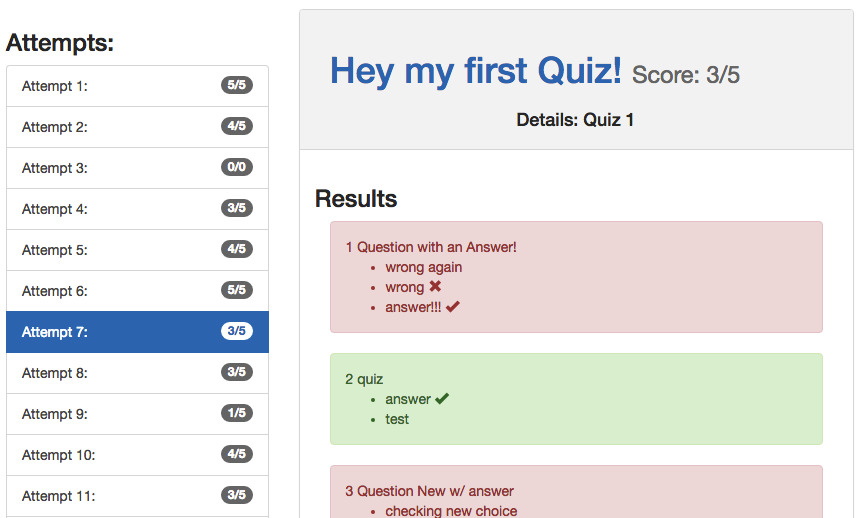 Attempts:
Attempt 1: 5/5
Attempt 2: 4/5
Attempt 3: 0/0
Attempt 4: 3/5
Attempt 5: 4/5
Attempt 6: 5/5
Attempt 7: 3/5
Attempt 8: 3/5
Attempt 9: 1/5
Attempt 10: 4/5
Attempt 11: 3/5
Hey my first Quiz! Score: 3/5
Details: Quiz 1
Results
1 Question with an Answer!
• wrong again
• wrong ✖
• answer!!! ✔
2 quiz
• answer ✔
• test
3 Question New w/ answer
• checking new choice